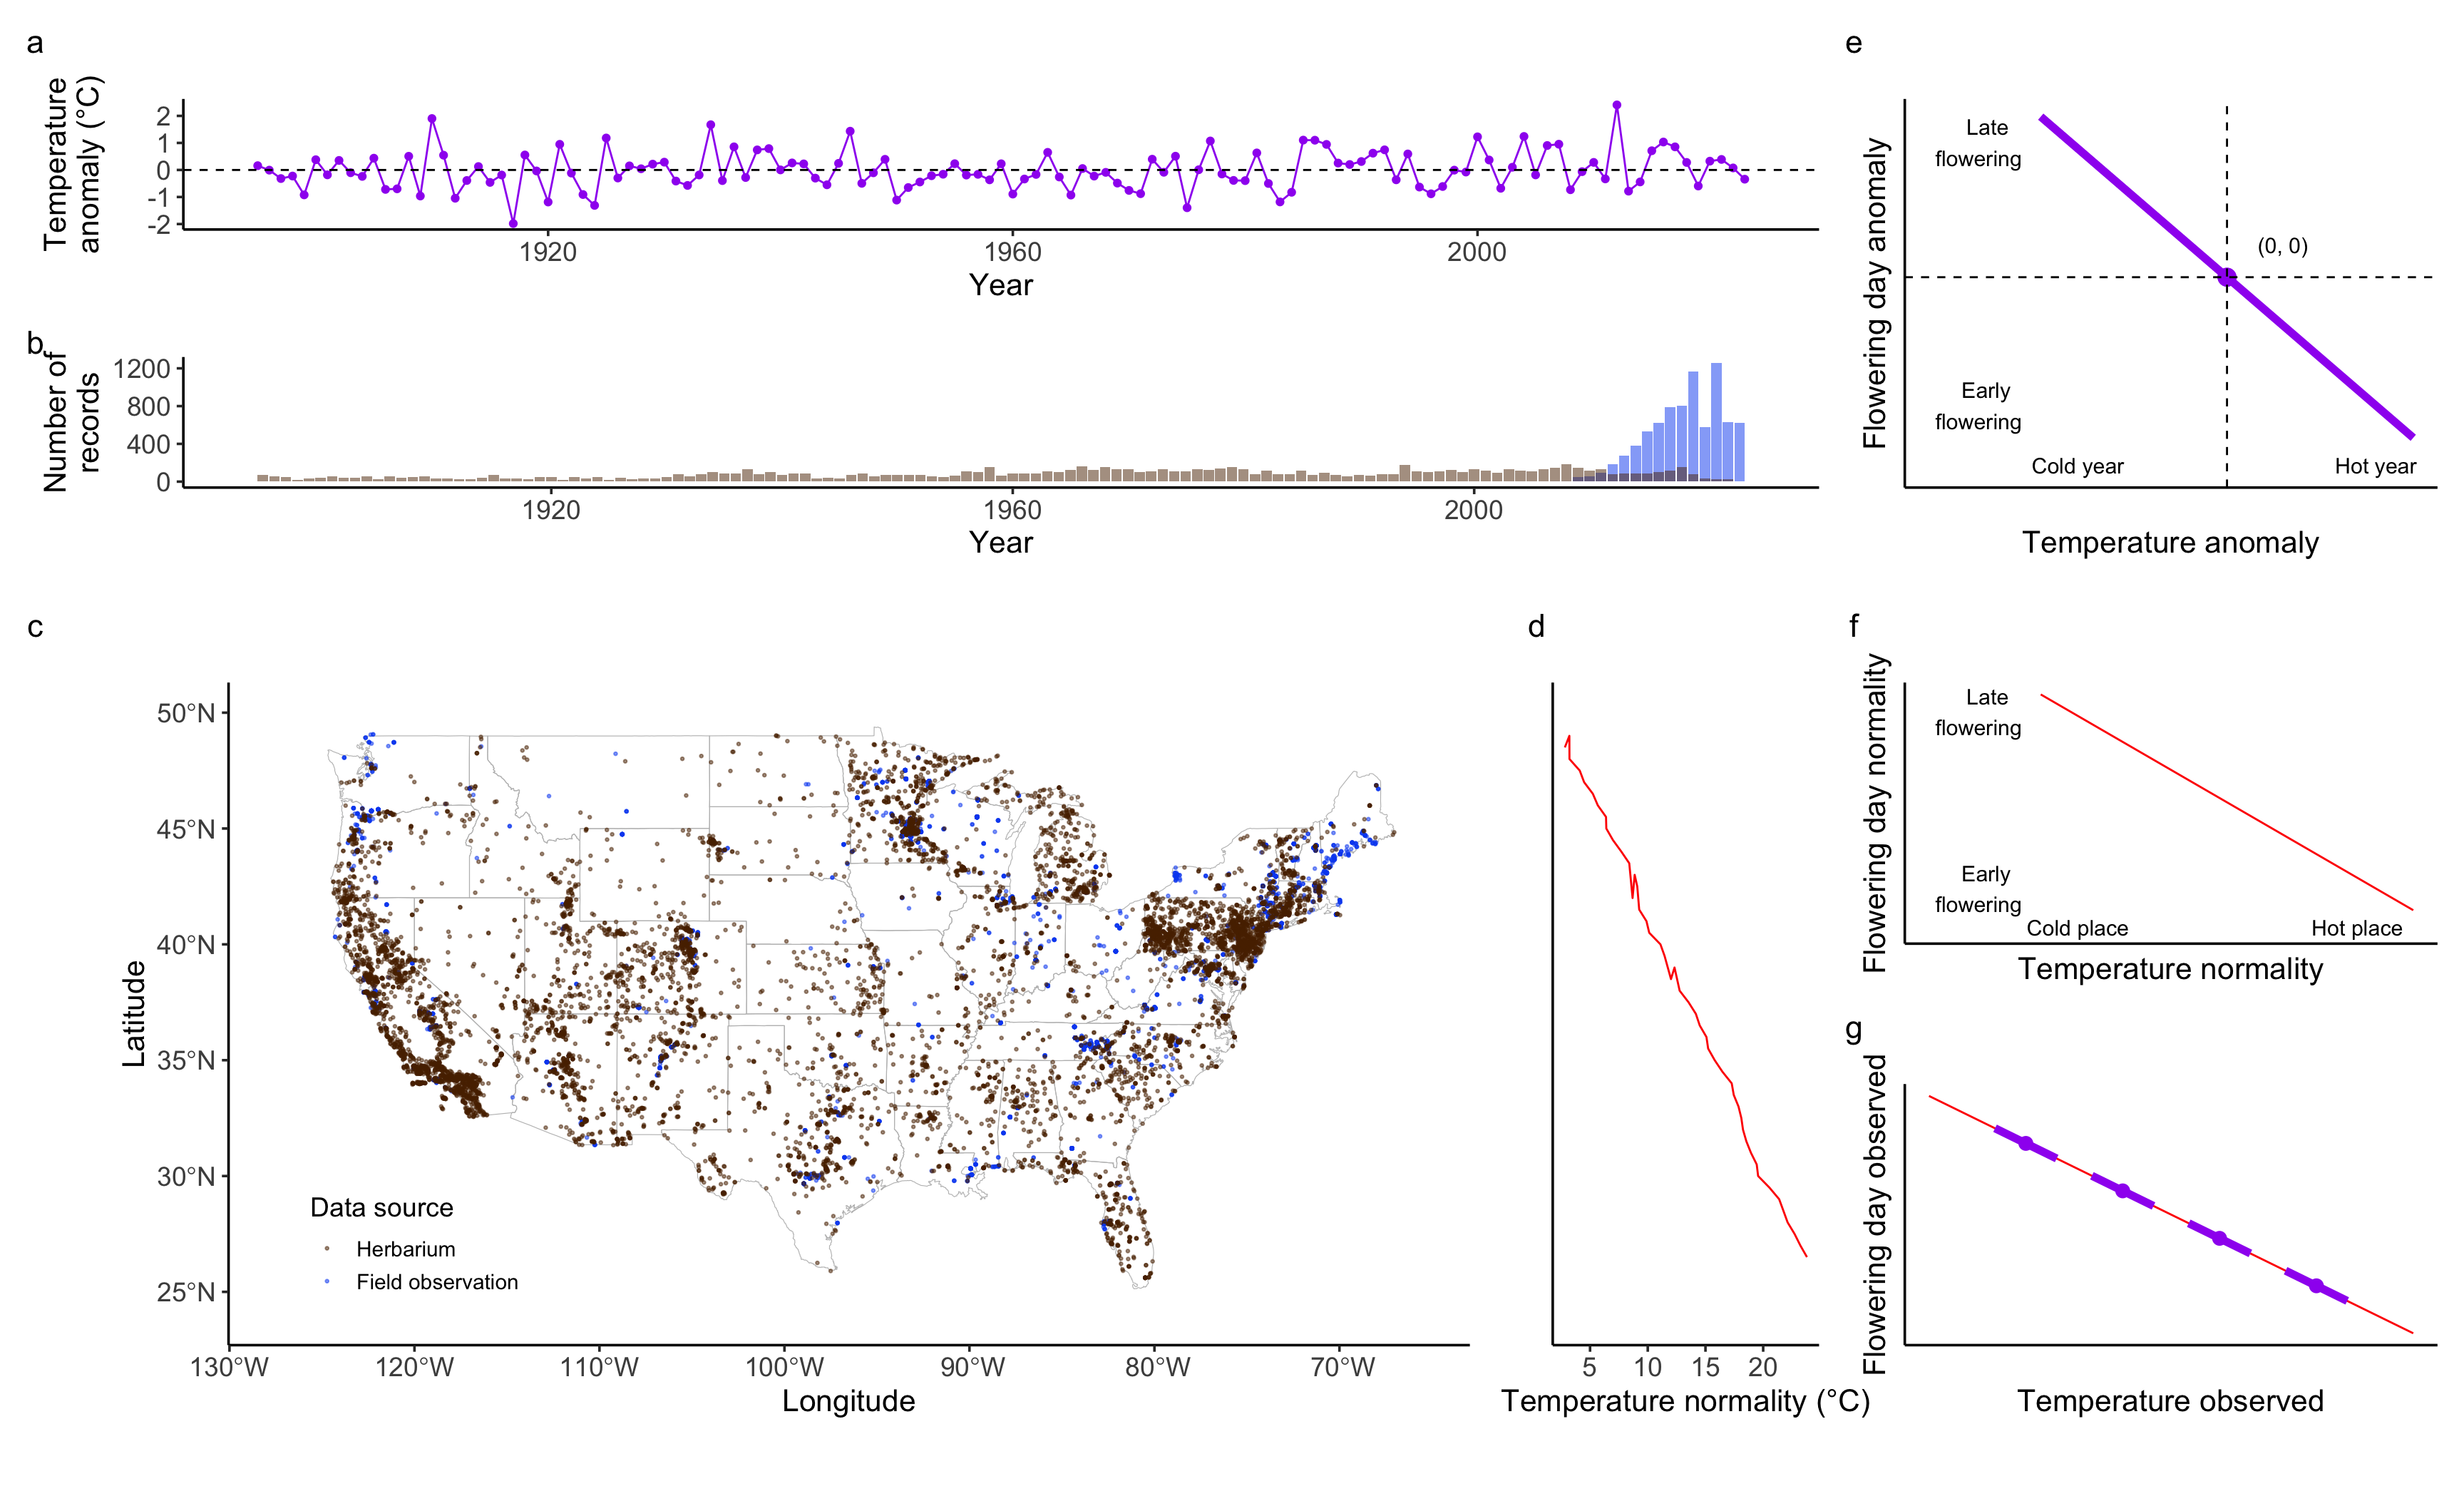 a
Temperature
anomaly (°C)
2
1
0
-1
-2
1920
1960
2000
Year
b
Number of
records
1200
800
400
0
1920
1960
2000
Year
c
Latitude
50°N
45°N
40°N
35°N
30°N
25°N
Data source
Herbarium
Field observation
130°W
120°W
110°W
100°W
90°W
80°W
70°W
Longitude
d
5
10
15
20
Temperature normality (°C)
e
Flowering day anomaly
Late
flowering
(0, 0)
Early
flowering
Cold year
Hot year
Temperature anomaly
f
Flowering day normality
Late
flowering
Early
flowering
Cold place
Hot place
Temperature normality
g
Flowering day observed
Temperature observed